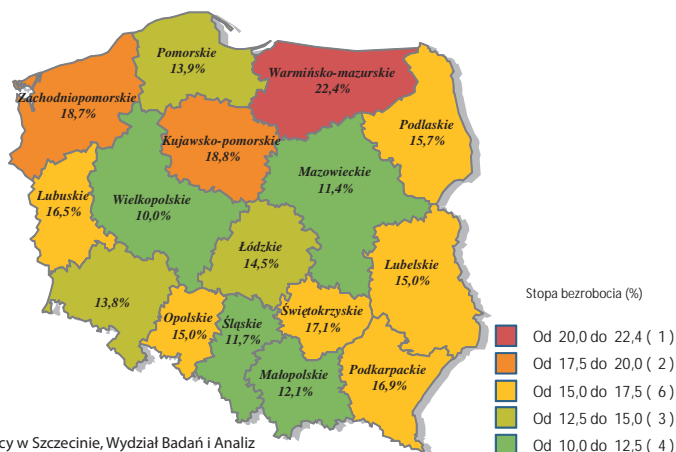 Pomorskie
13,9%
Warmińsko-mazurskie
22,4%
Zachodniopomorskie
18,7%
Podlaskie
15,7%
Kujawsko-pomorskie
18,8%
Mazowieckie
11,4%
Lubuskie
16,5%
Wielkopolskie
10,0%
Łódzkie
14,5%
Lubelskie
15,0%
13,8%
Opolskie
15,0%
Śląskie
11,7%
Świętokrzyskie
17,1%
Małopolskie
12,1%
Podkarpackie
16,9%
Stopa bezrobocia (%)
Od 20,0 do 22,4 ( 1 )
Od 17,5 do 20,0 ( 2 )
Od 15,0 do 17,5 ( 6 )
Od 12,5 do 15,0 ( 3 )
Od 10,0 do 12,5 ( 4 )
cy w Szczecinie, Wydział Badań i Analiz